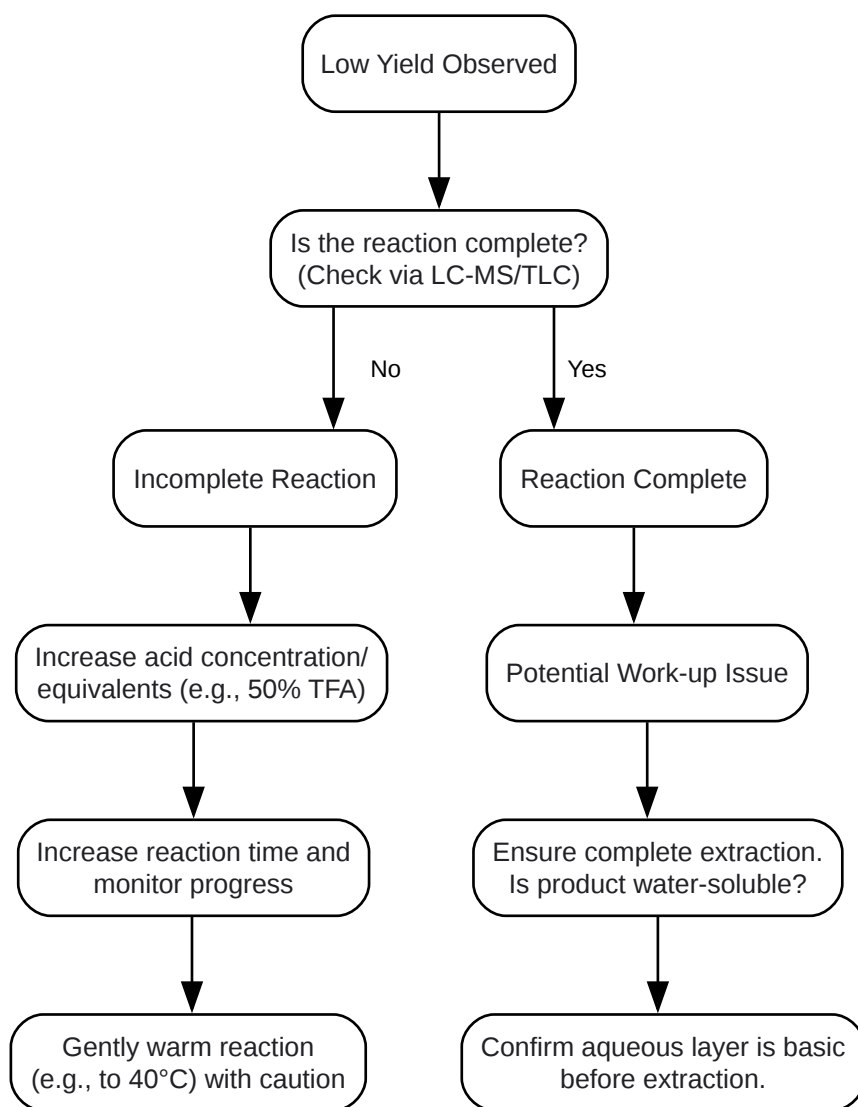 Low Yield Observed
Is the reaction complete?
(Check via LC-MS/TLC)
No
Yes
Incomplete Reaction
Reaction Complete
Increase acid concentration/
equivalents (e.g., 50% TFA)
Potential Work-up Issue
Increase reaction time and
monitor progress
Ensure complete extraction.
Is product water-soluble?
Gently warm reaction
(e.g., to 40°C) with caution
Confirm aqueous layer is basic
before extraction.